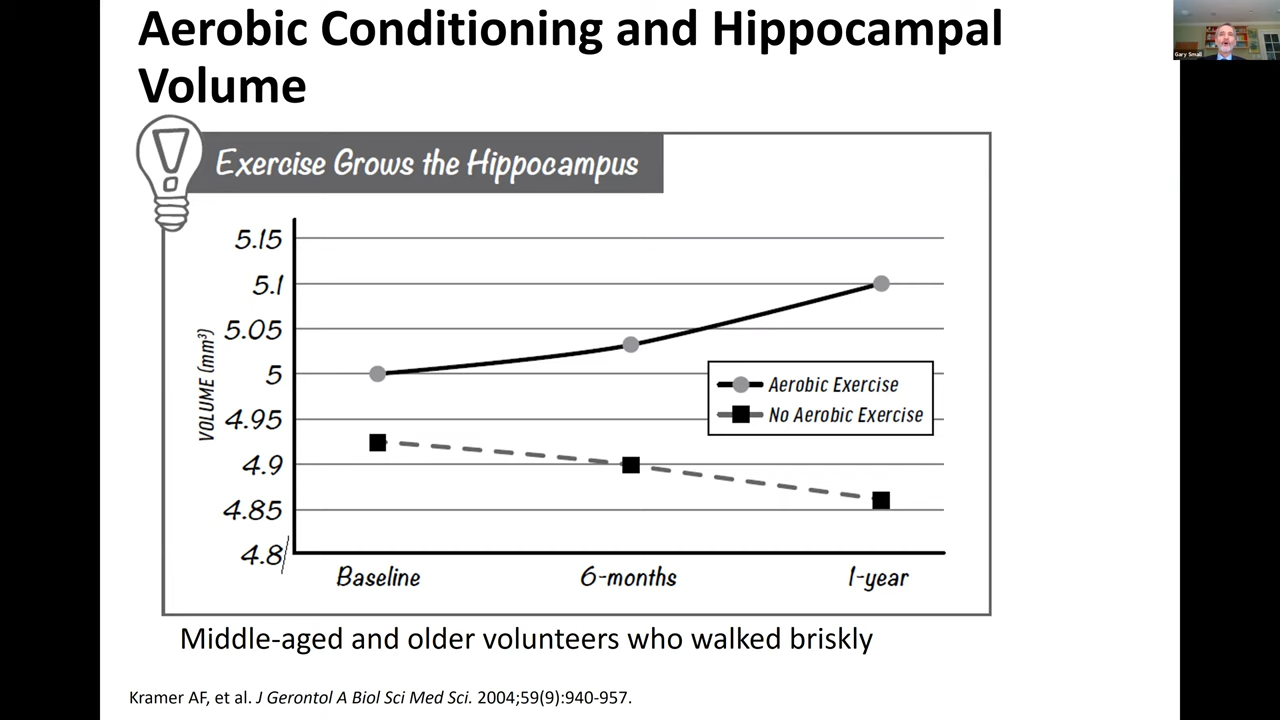 Aerobic Conditioning and Hippocampal
Volume
Gary Small
Exercise Grows the Hippocampus
VOLUME (mm³)
5.15
5.1
5.05
5
4.95
4.9
4.85
4.8
Aerobic Exercise
No Aerobic Exercise
Baseline 6-months 1-year
Middle-aged and older volunteers who walked briskly
Kramer AF, et al. J Gerontol A Biol Sci Med Sci. 2004;59(9):940-957.